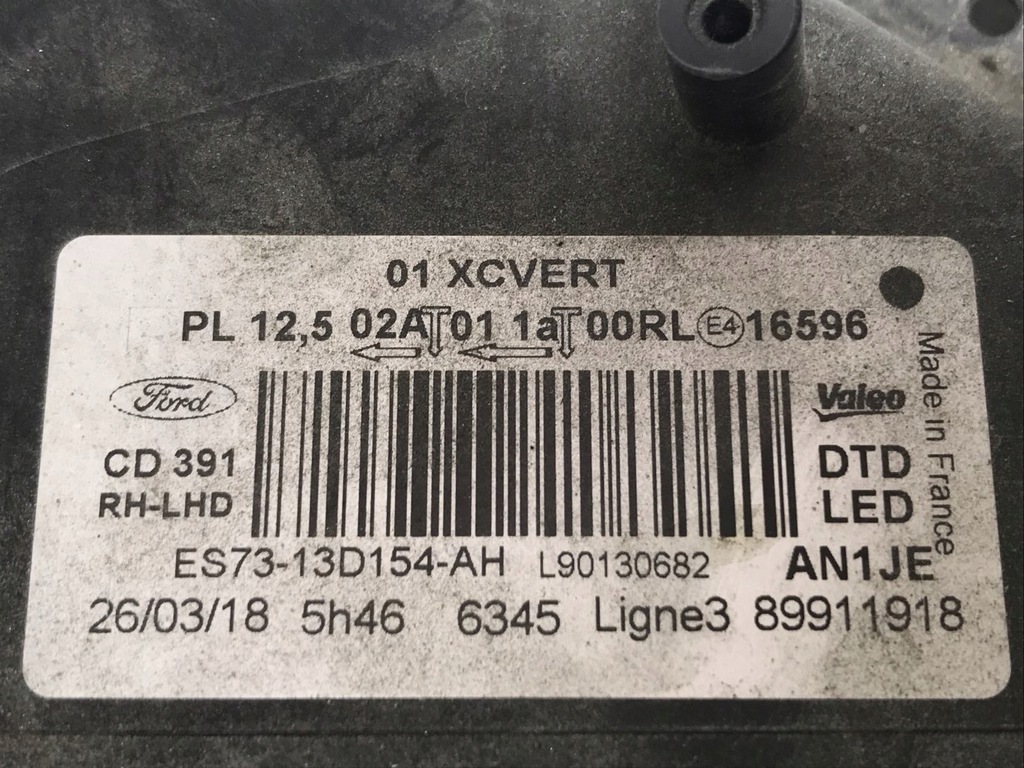 01 XCVERT
PL 12,5 02A 01 1a 00RL E4 16596
Ford
Valeo
Made in France
CD 391
DTD
RH-LHD
LED
ES73-13D154-AH L90130682 AN1JE
26/03/18 5h46 6345 Ligne3 89911918